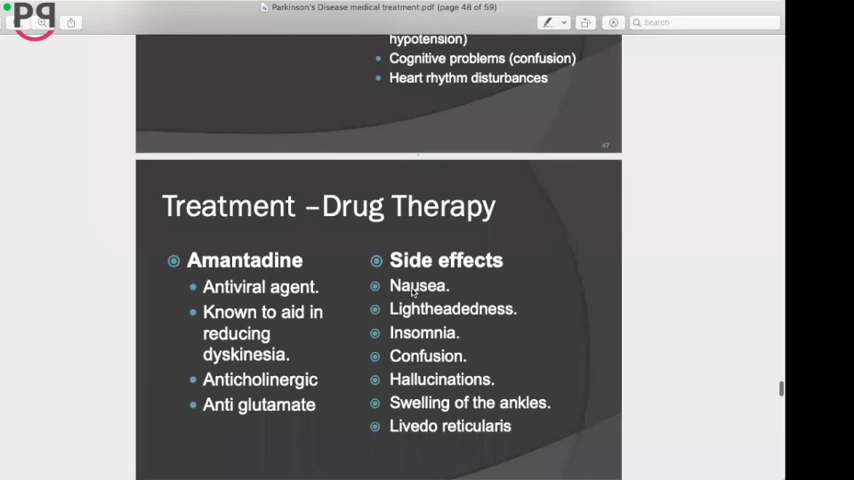 PQ
Parkinson's Disease medical treatment.pdf (page 48 of 59)
Search
hypotension)
Cognitive problems (confusion)
Heart rhythm disturbances
47
Treatment –Drug Therapy
Amantadine
Antiviral agent.
Known to aid in
reducing
dyskinesia.
Anticholinergic
Anti glutamate
Side effects
Nausea.
Lightheadedness.
Insomnia.
Confusion.
Hallucinations.
Swelling of the ankles.
Livedo reticularis